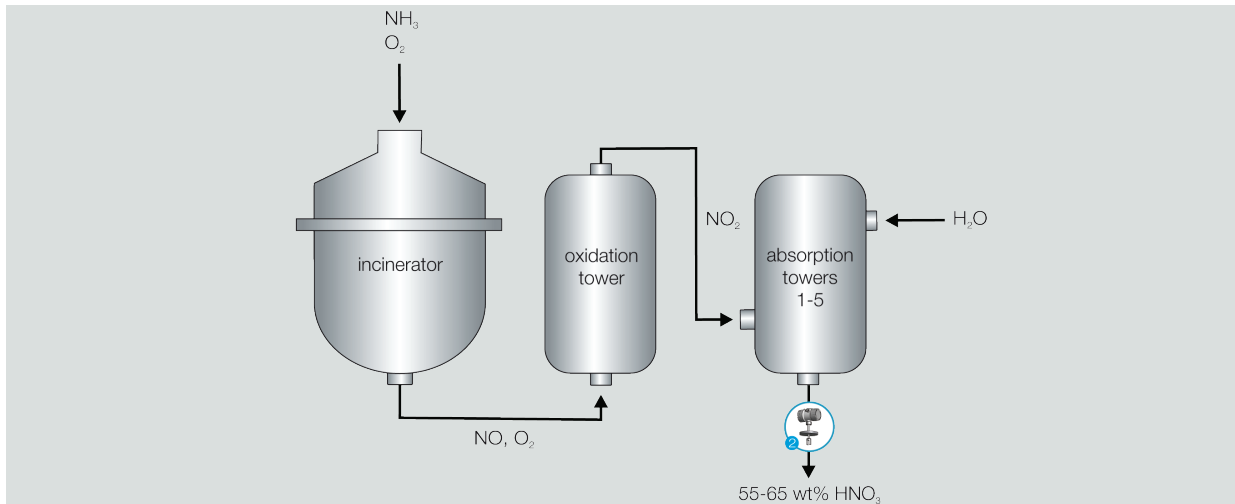 NH₃
O₂
incinerator
oxidation
tower
NO₂
absorption
towers
1-5
H₂O
NO, O₂
2
55-65 wt% HNO₃